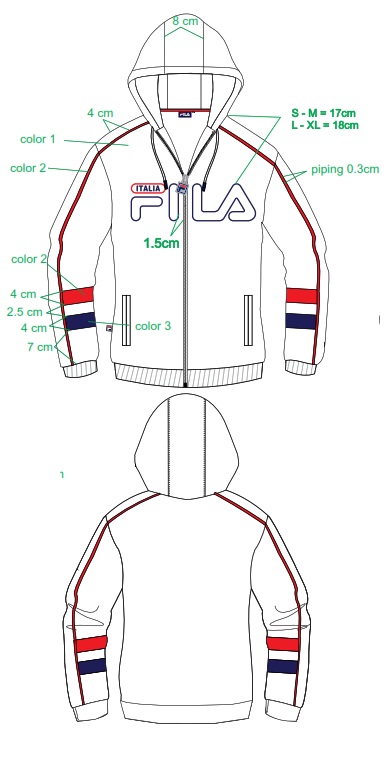 8 cm
4 cm
S - M = 17cm
L - XL = 18cm
color 1
color 2
piping 0.3cm
ITALIA
FILA
1.5cm
color 2
4 cm
2.5 cm
4 cm
color 3
7 cm